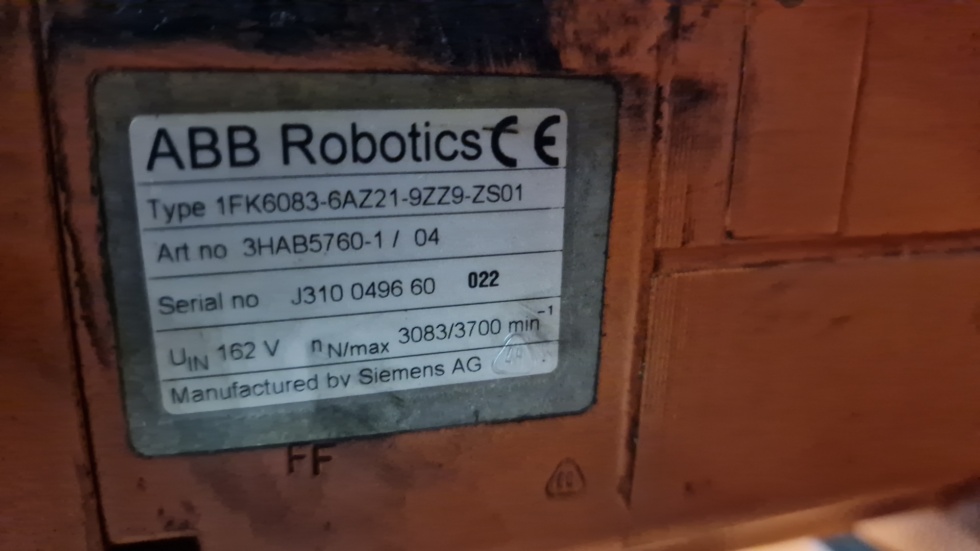 ABB Robotics CE
Type 1FK6083-6AZ21-9ZZ9-ZS01
Art no 3HAB5760-1 / 04
Serial no J310 0496 60 022
UIN 162 V nN/max 3083/3700 min-1
Manufactured by Siemens AG
FF